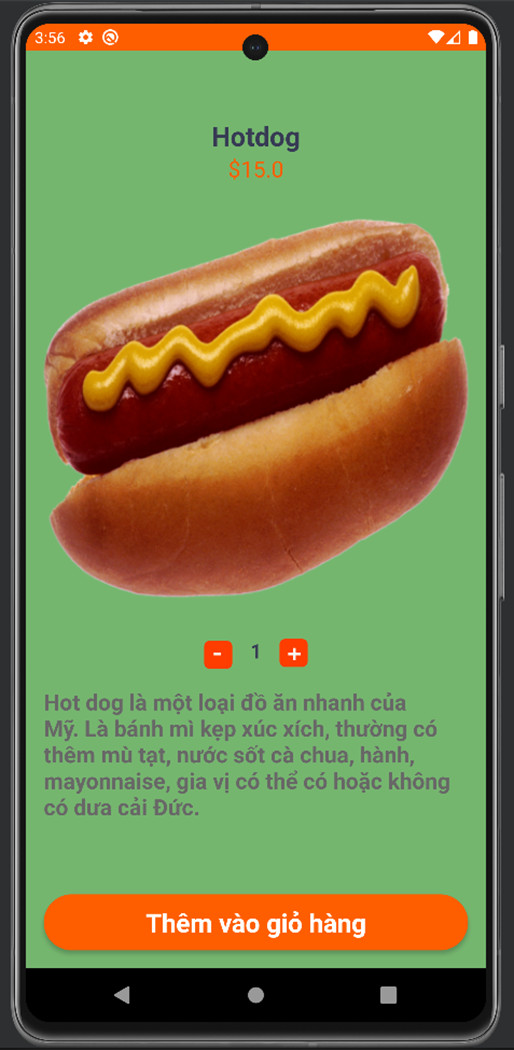 3:56
Hotdog
$15.0
- 1 +
Hot dog là một loại đồ ăn nhanh của
Mỹ. Là bánh mì kẹp xúc xích, thường có
thêm mù tạt, nước sốt cà chua, hành,
mayonnaise, gia vị có thể có hoặc không
có dưa cải Đức.
Thêm vào giỏ hàng